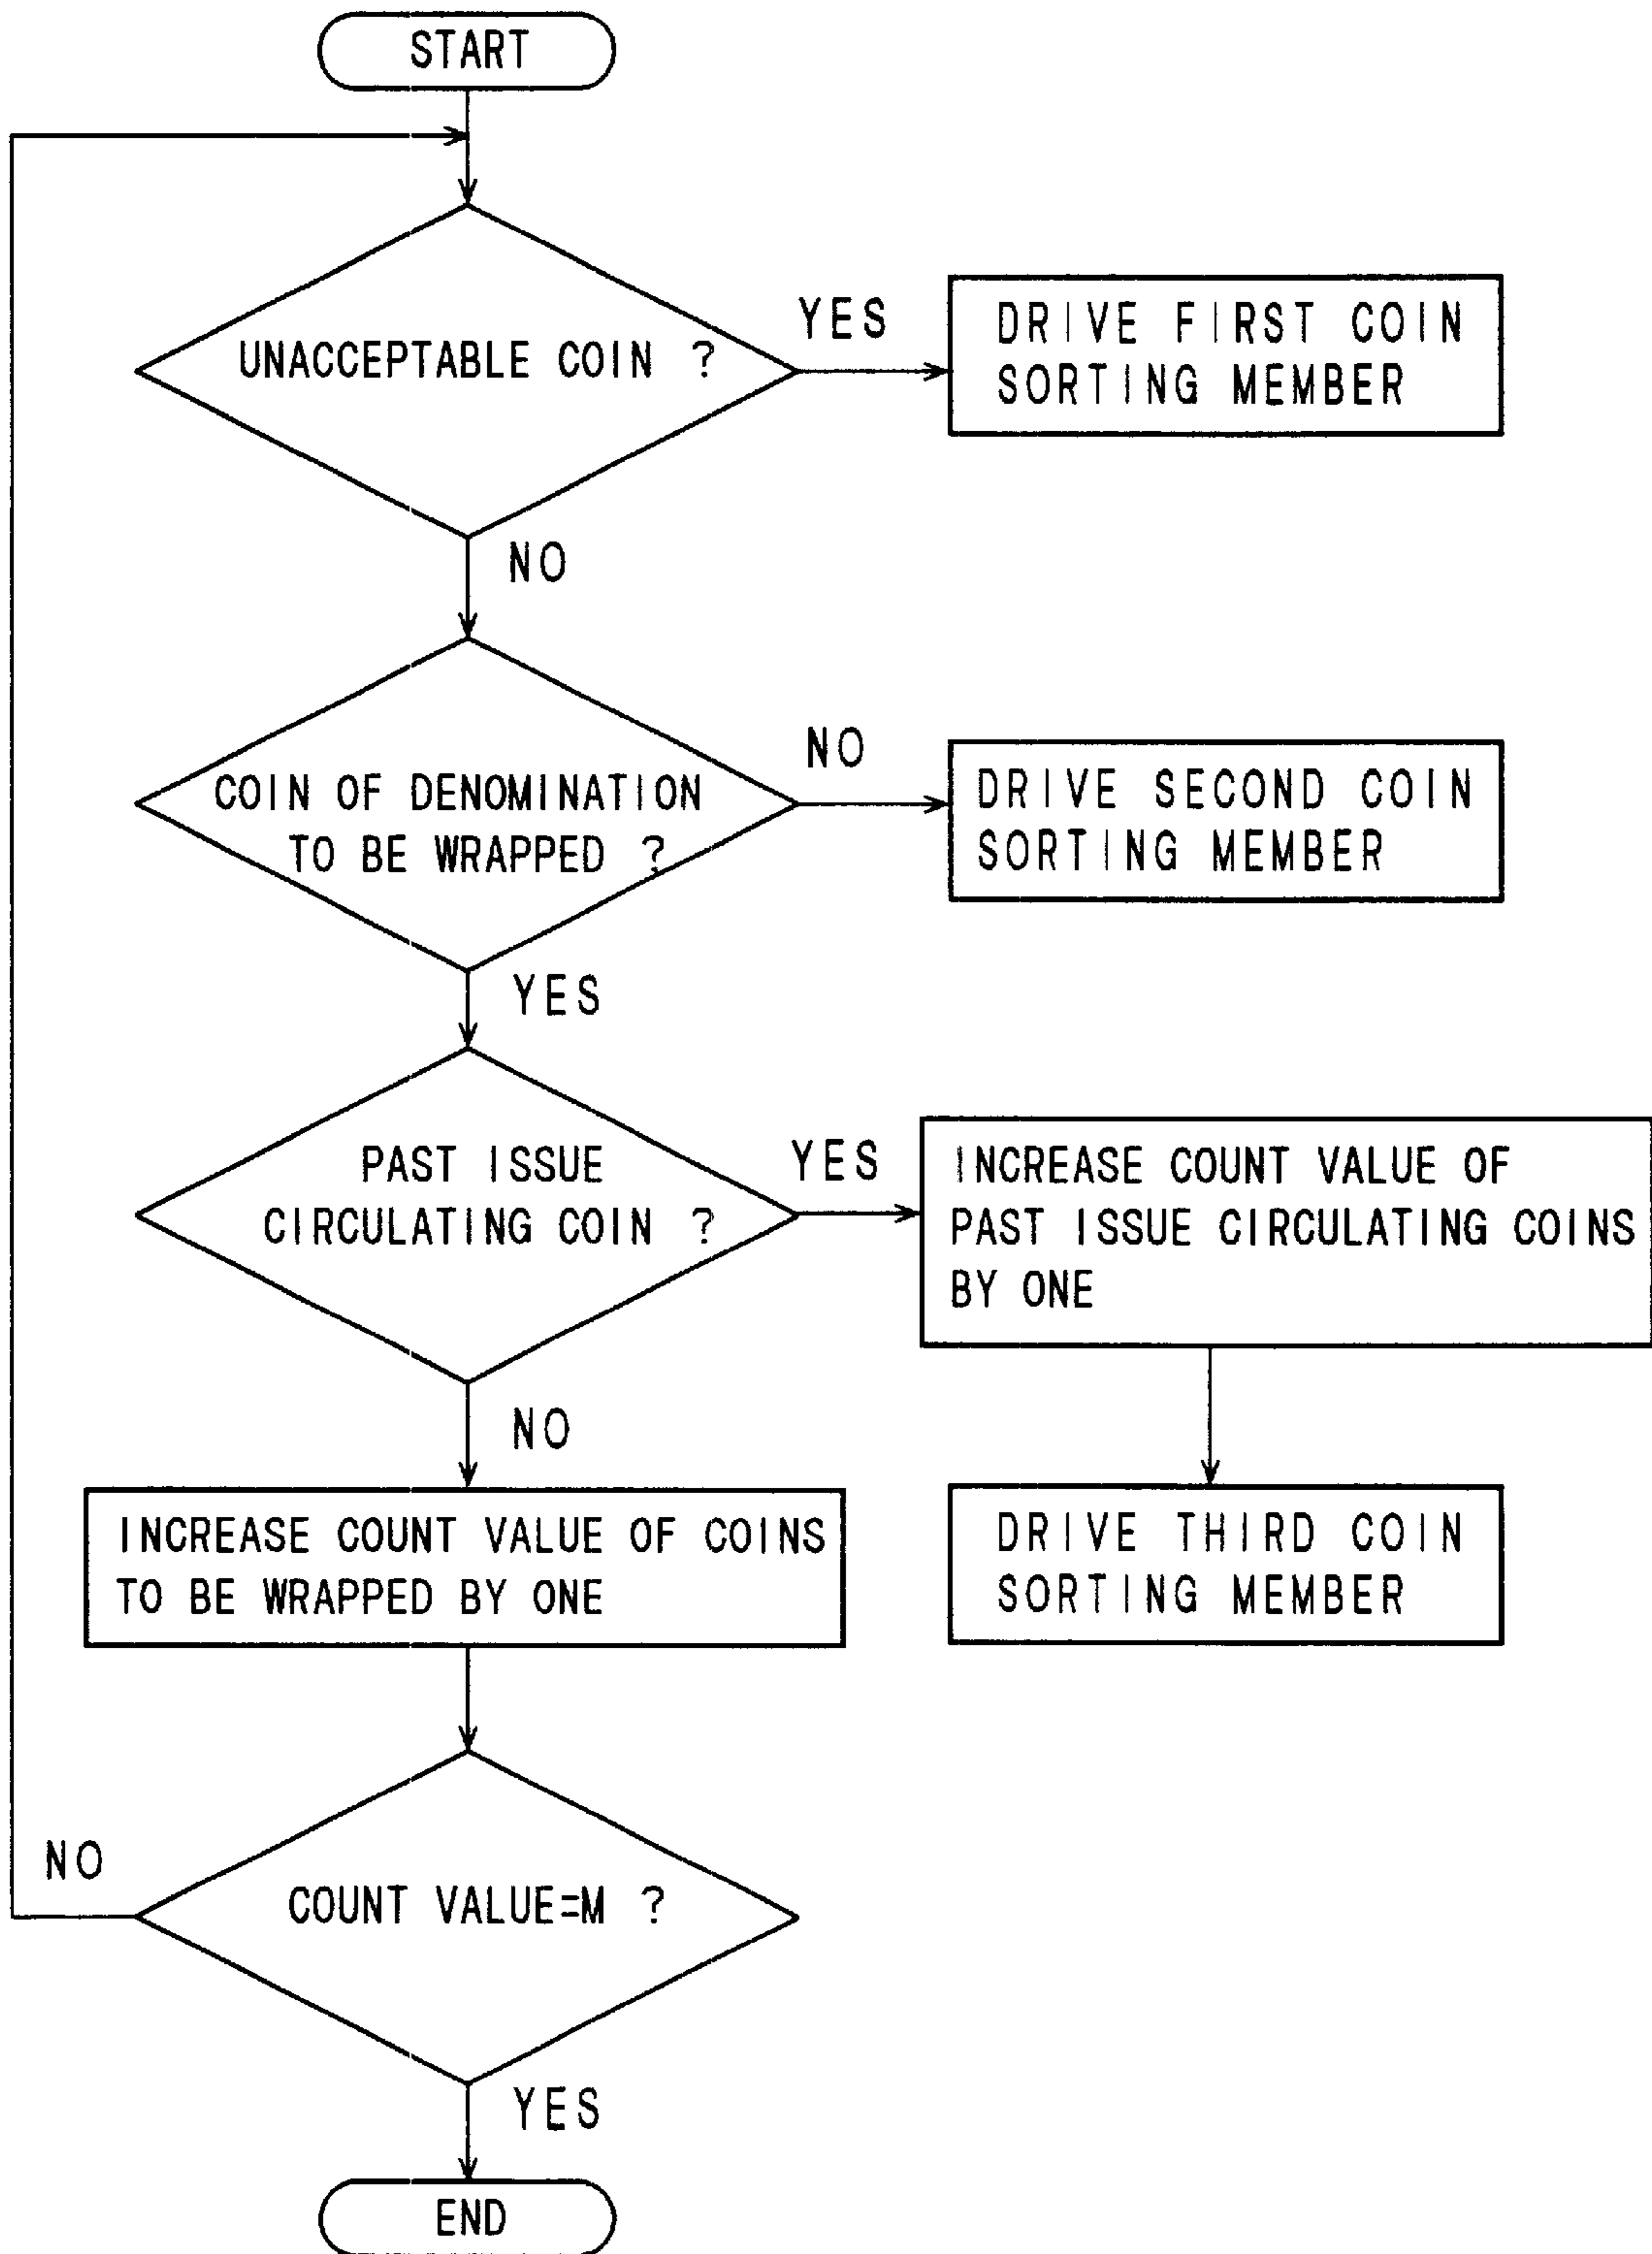 START
UNACCEPTABLE COIN ?
YES
DRIVE FIRST COIN
SORTING MEMBER
NO
COIN OF DENOMINATION
TO BE WRAPPED ?
NO
DRIVE SECOND COIN
SORTING MEMBER
YES
PAST ISSUE
CIRCULATING COIN ?
YES
INCREASE COUNT VALUE OF
PAST ISSUE CIRCULATING COINS
BY ONE
NO
INCREASE COUNT VALUE OF COINS
TO BE WRAPPED BY ONE
DRIVE THIRD COIN
SORTING MEMBER
NO
COUNT VALUE=M ?
YES
END